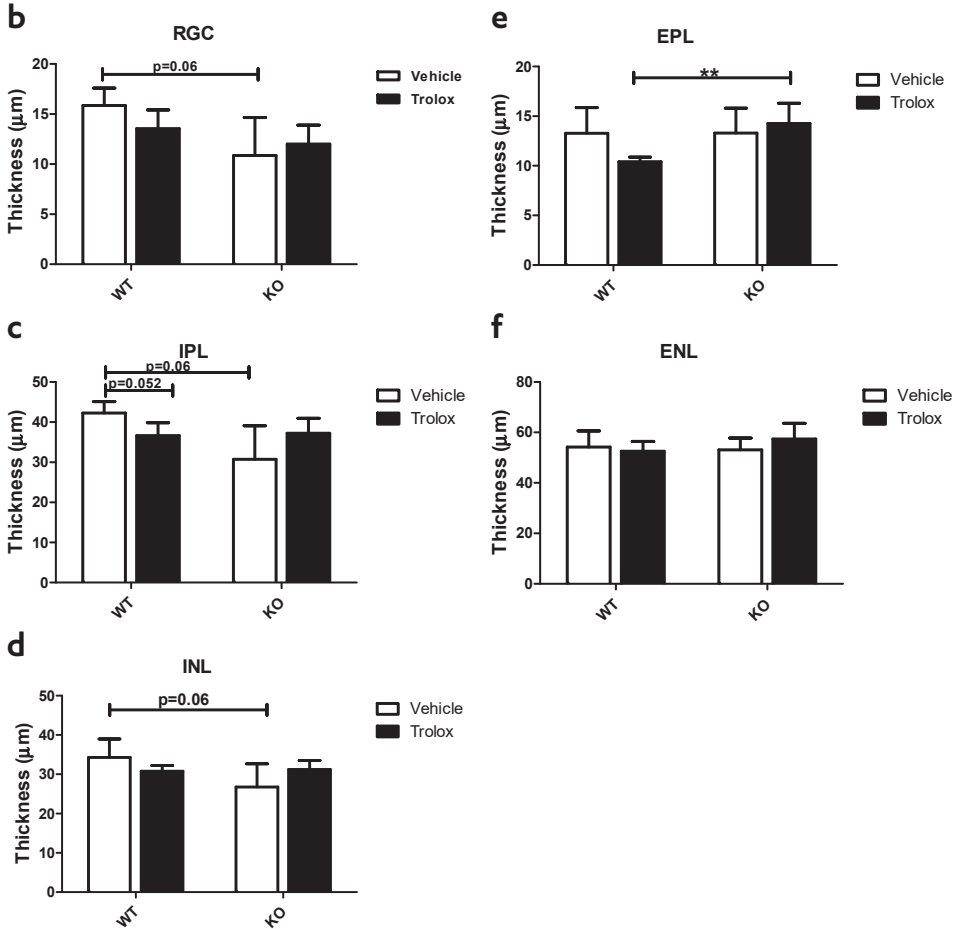 b
RGC
p=0.06
Vehicle
Trolox
Thickness (μm)
20
15
10
5
0
WT
KO
c
IPL
p=0.06
p=0.052
Vehicle
Trolox
Thickness (μm)
50
40
30
20
10
0
WT
KO
d
INL
p=0.06
Vehicle
Trolox
Thickness (μm)
50
40
30
20
10
0
WT
KO
e
EPL
**
Vehicle
Trolox
Thickness (μm)
20
15
10
5
0
WT
KO
f
ENL
Vehicle
Trolox
Thickness (μm)
80
60
40
20
0
WT
KO